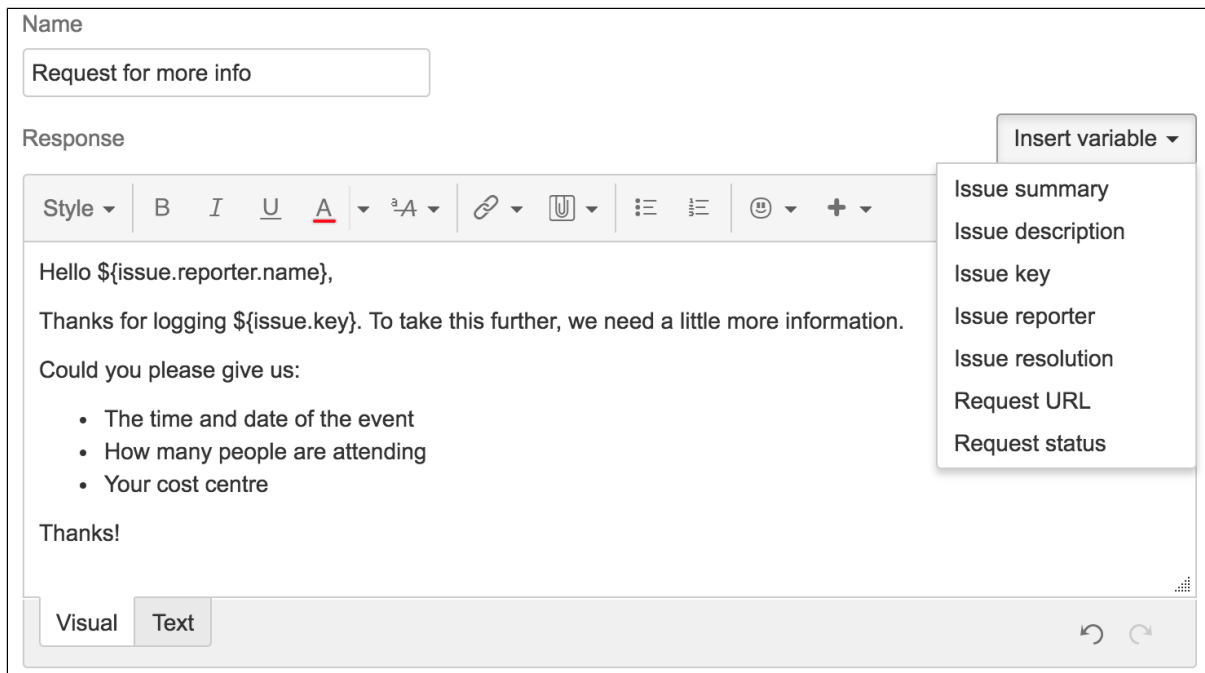 Name
Request for more info
Response
Insert variable
Style B I U A ªA
Issue summary
Issue description
Issue key
Issue reporter
Issue resolution
Request URL
Request status
Hello ${issue.reporter.name},
Thanks for logging ${issue.key}. To take this further, we need a little more information.
Could you please give us:
• The time and date of the event
• How many people are attending
• Your cost centre
Thanks!
Visual Text